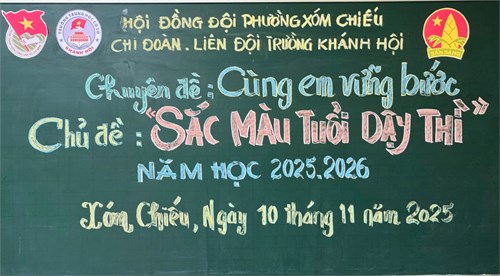 HỘI ĐỒNG ĐỘI PHƯỜNG XÓM CHIẾU
CHI ĐOÀN . LIÊN ĐỘI TRƯỜNG KHÁNH HỘI
Chuyên đề : Cùng em vững bước
Chủ đề : "SẮC MÀU TUỔI DẬY THÌ"
NĂM HỌC 2025.2026
Xóm Chiếu, Ngày 10 tháng 11 năm 2025
KHÁNH HỘI